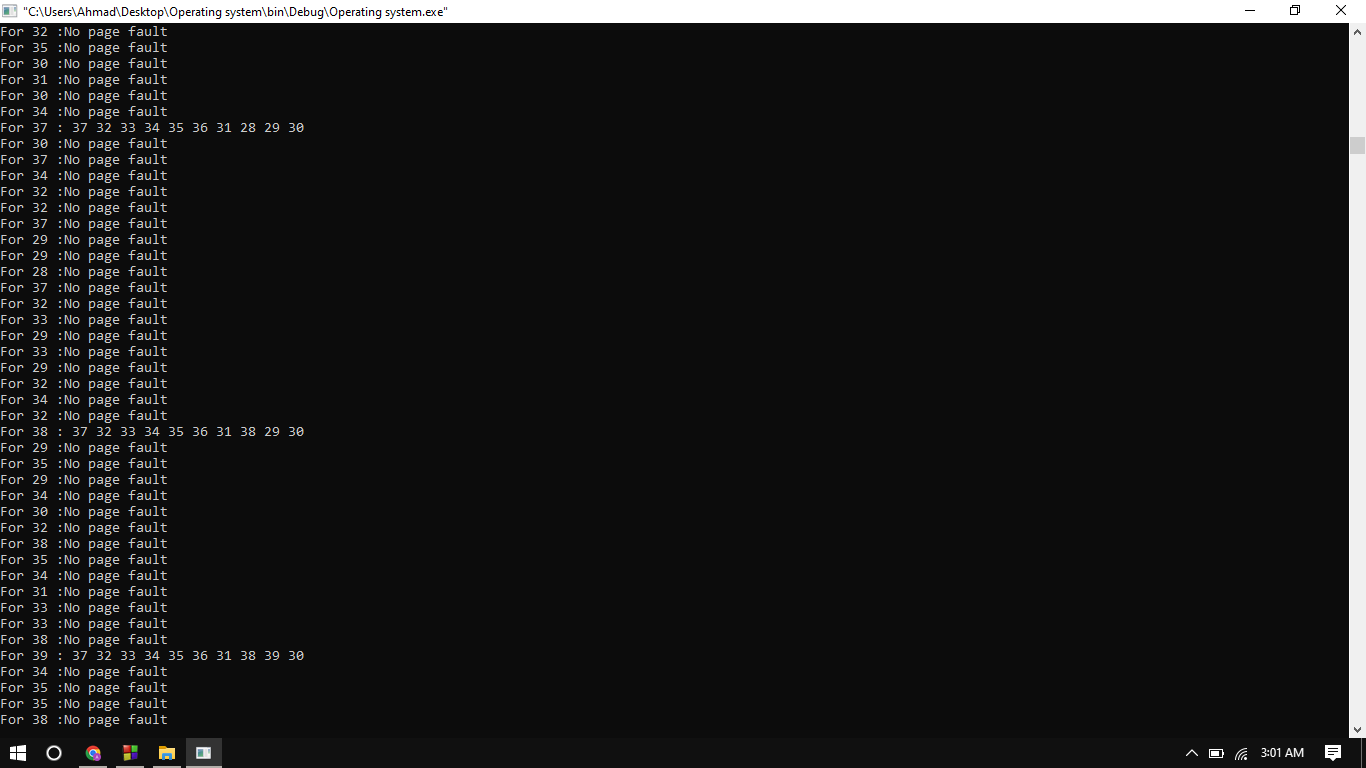 "C:\Users\Ahmad\Desktop\Operating system\bin\Debug\Operating system.exe"
For 32 :No page fault
For 35 :No page fault
For 30 :No page fault
For 31 :No page fault
For 30 :No page fault
For 34 :No page fault
For 37 : 37 32 33 34 35 36 31 28 29 30
For 30 :No page fault
For 37 :No page fault
For 34 :No page fault
For 32 :No page fault
For 32 :No page fault
For 37 :No page fault
For 29 :No page fault
For 29 :No page fault
For 28 :No page fault
For 37 :No page fault
For 32 :No page fault
For 33 :No page fault
For 29 :No page fault
For 33 :No page fault
For 29 :No page fault
For 32 :No page fault
For 34 :No page fault
For 32 :No page fault
For 38 : 37 32 33 34 35 36 31 38 29 30
For 29 :No page fault
For 35 :No page fault
For 29 :No page fault
For 34 :No page fault
For 30 :No page fault
For 32 :No page fault
For 38 :No page fault
For 35 :No page fault
For 34 :No page fault
For 31 :No page fault
For 33 :No page fault
For 33 :No page fault
For 38 :No page fault
For 39 : 37 32 33 34 35 36 31 38 39 30
For 34 :No page fault
For 35 :No page fault
For 35 :No page fault
For 38 :No page fault
3:01 AM